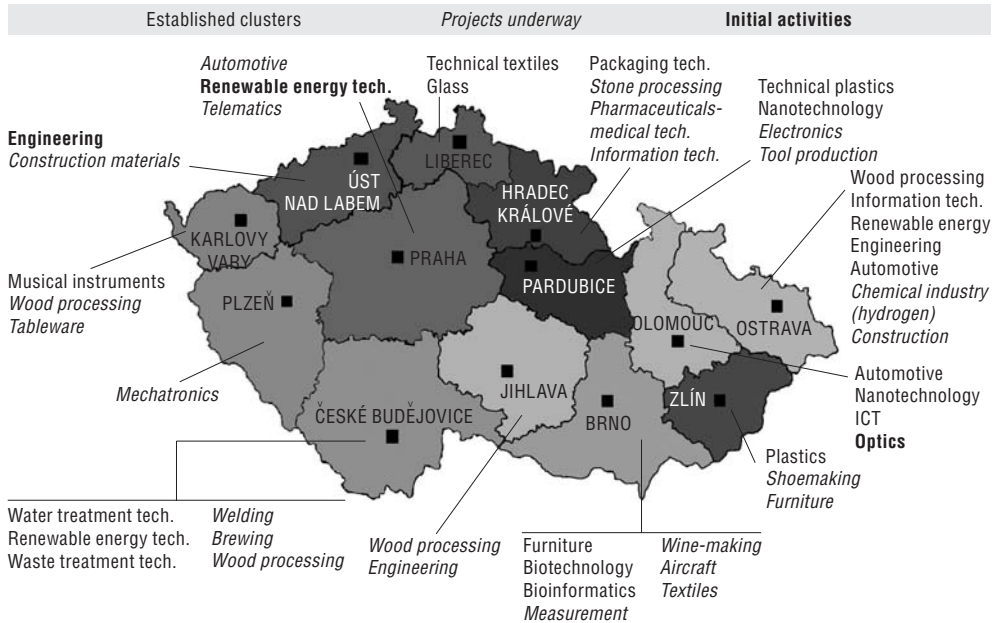 Established clusters
Projects underway
Initial activities
Automotive
Renewable energy tech.
Telematics
Technical textiles
Glass
Packaging tech.
Stone processing
Pharmaceuticals-
medical tech.
Information tech.
Technical plastics
Nanotechnology
Electronics
Tool production
Engineering
Construction materials
Wood processing
Information tech.
Renewable energy
Engineering
Automotive
Chemical industry
(hydrogen)
Construction
Musical instruments
Wood processing
Tableware
Mechatronics
LIBEREC
ÚST
NAD LABEM
HRADEC
KRÁLOVÉ
KARLOVY
VARY
PRAHA
PARDUBICE
PLZEŇ
OLOMOUC
OSTRAVA
JIHLAVA
ČESKÉ BUDĚJOVICE
BRNO
ZLÍN
Automotive
Nanotechnology
ICT
Optics
Plastics
Shoemaking
Furniture
Water treatment tech.
Renewable energy tech.
Waste treatment tech.
Welding
Brewing
Wood processing
Wood processing
Engineering
Furniture
Biotechnology
Bioinformatics
Measurement
Wine-making
Aircraft
Textiles